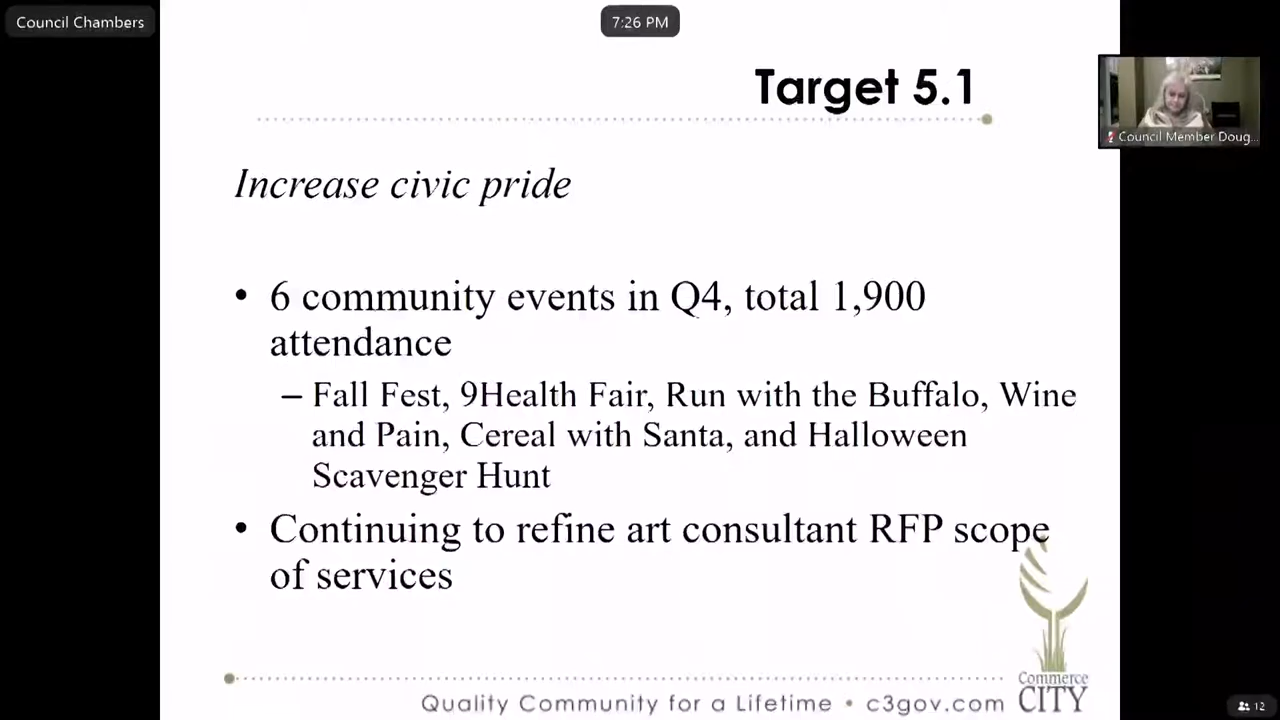 Council Chambers
7:26 PM
Target 5.1
Council Member Doug...
Increase civic pride
• 6 community events in Q4, total 1,900
attendance
– Fall Fest, 9Health Fair, Run with the Buffalo, Wine
and Pain, Cereal with Santa, and Halloween
Scavenger Hunt
• Continuing to refine art consultant RFP scope
of services
Commerce
CITY
Quality Community for a Lifetime • c3gov.com
12